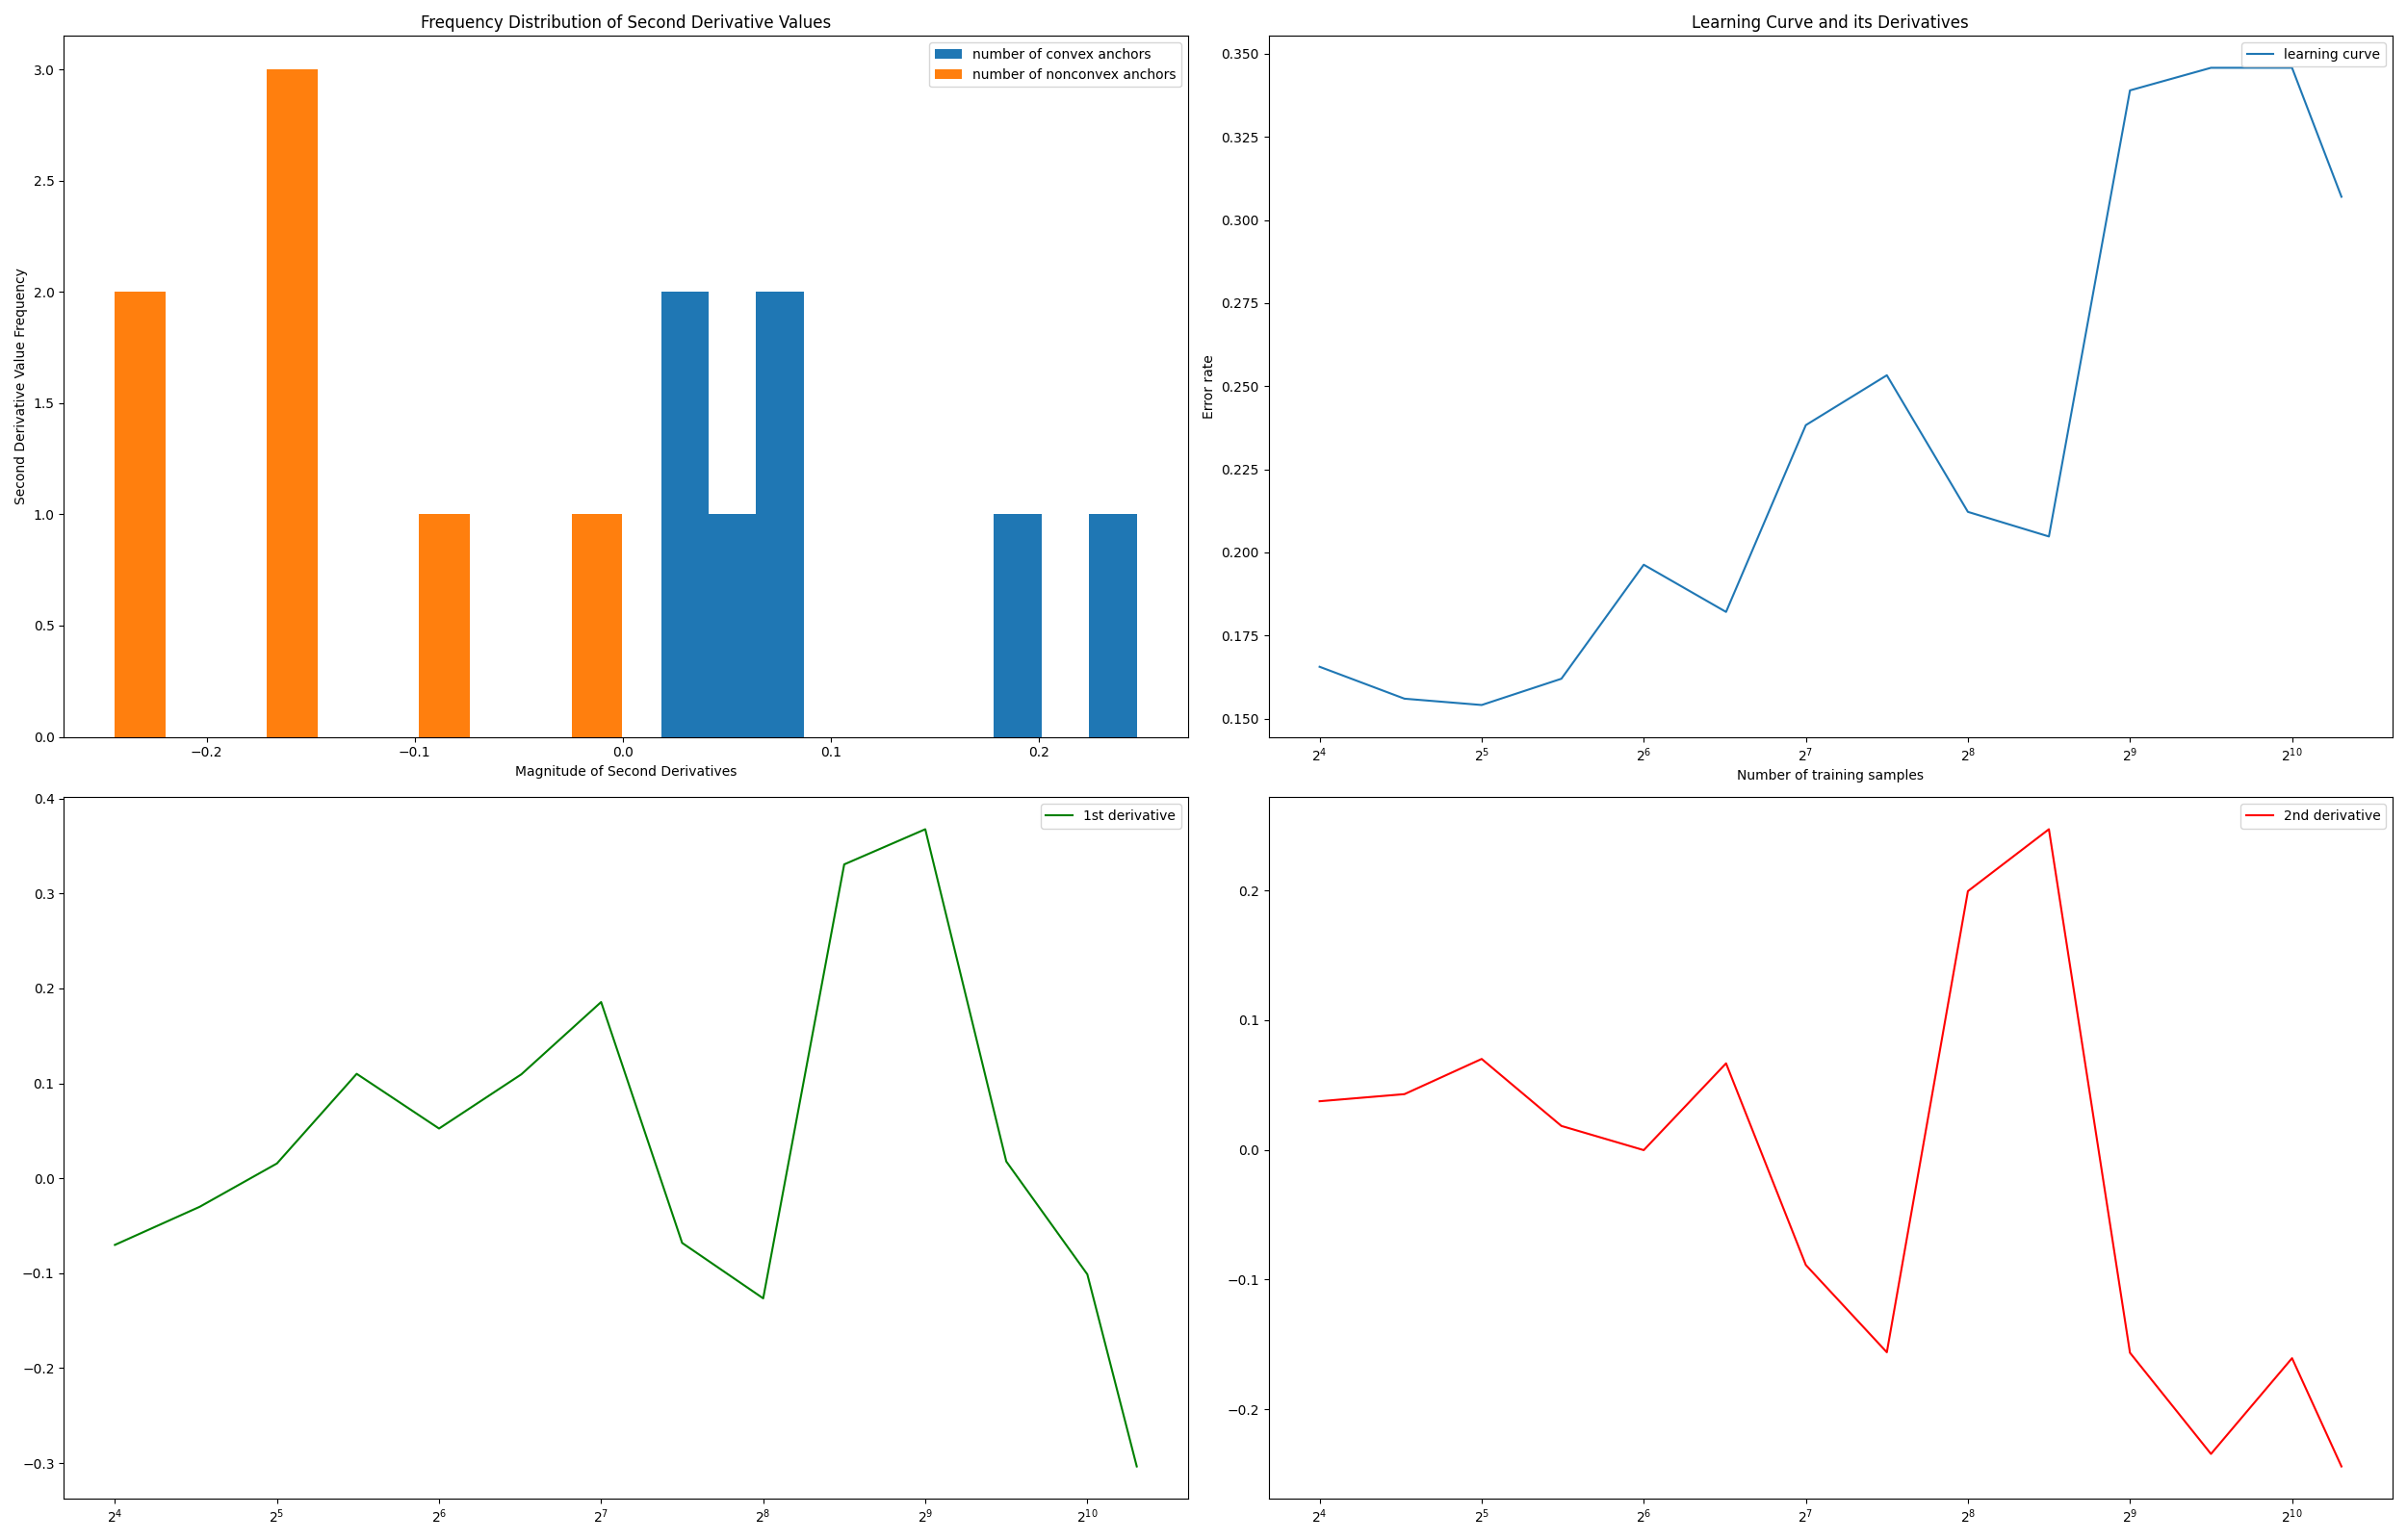 Frequency Distribution of Second Derivative Values
number of convex anchors
number of nonconvex anchors
Second Derivative Value Frequency
3.0
2.5
2.0
1.5
1.0
0.5
0.0
−0.2 −0.1 0.0 0.1 0.2
Magnitude of Second Derivatives
Learning Curve and its Derivatives
learning curve
Error rate
0.350
0.325
0.300
0.275
0.250
0.225
0.200
0.175
0.150
2⁴ 2⁵ 2⁶ 2⁷ 2⁸ 2⁹ 2¹⁰
Number of training samples
1st derivative
0.4
0.3
0.2
0.1
0.0
−0.1
−0.2
−0.3
2⁴ 2⁵ 2⁶ 2⁷ 2⁸ 2⁹ 2¹⁰
2nd derivative
0.2
0.1
0.0
−0.1
−0.2
2⁴ 2⁵ 2⁶ 2⁷ 2⁸ 2⁹ 2¹⁰